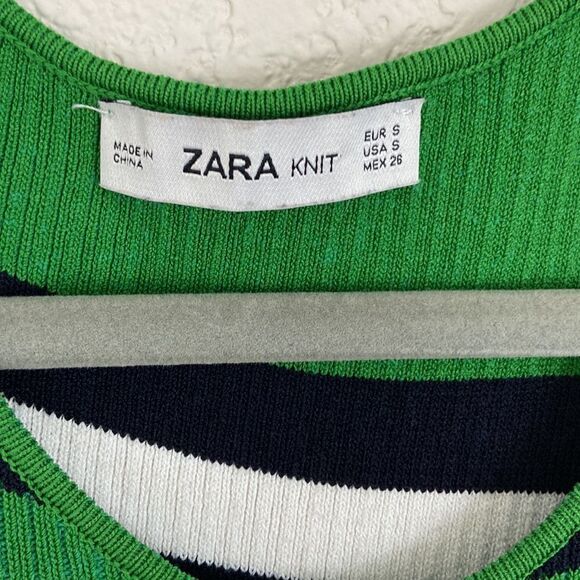 MADE IN
CHINA
ZARA KNIT
EUR S
USA S
MEX 26